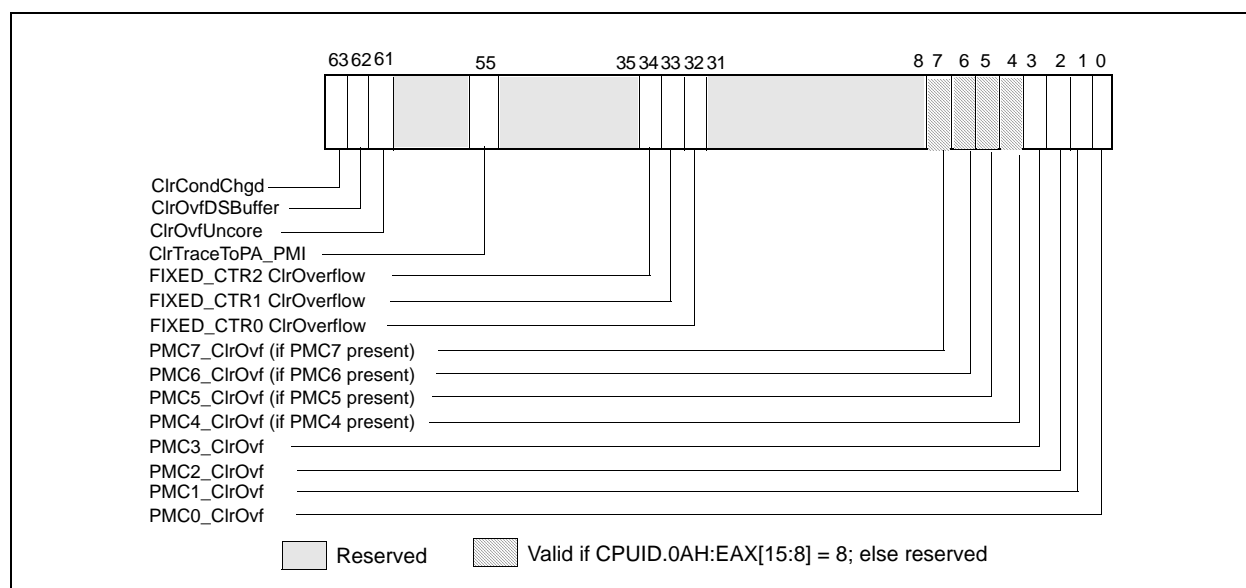 63 62 61 55 35 34 33 32 31 8 7 6 5 4 3 2 1 0
ClrCondChgd
ClrOvfDSBuffer
ClrOvfUncore
ClrTraceToPA_PMI
FIXED_CTR2 ClrOverflow
FIXED_CTR1 ClrOverflow
FIXED_CTR0 ClrOverflow
PMC7_ClrOvf (if PMC7 present)
PMC6_ClrOvf (if PMC6 present)
PMC5_ClrOvf (if PMC5 present)
PMC4_ClrOvf (if PMC4 present)
PMC3_ClrOvf
PMC2_ClrOvf
PMC1_ClrOvf
PMC0_ClrOvf
Reserved Valid if CPUID.0AH:EAX[15:8] = 8; else reserved